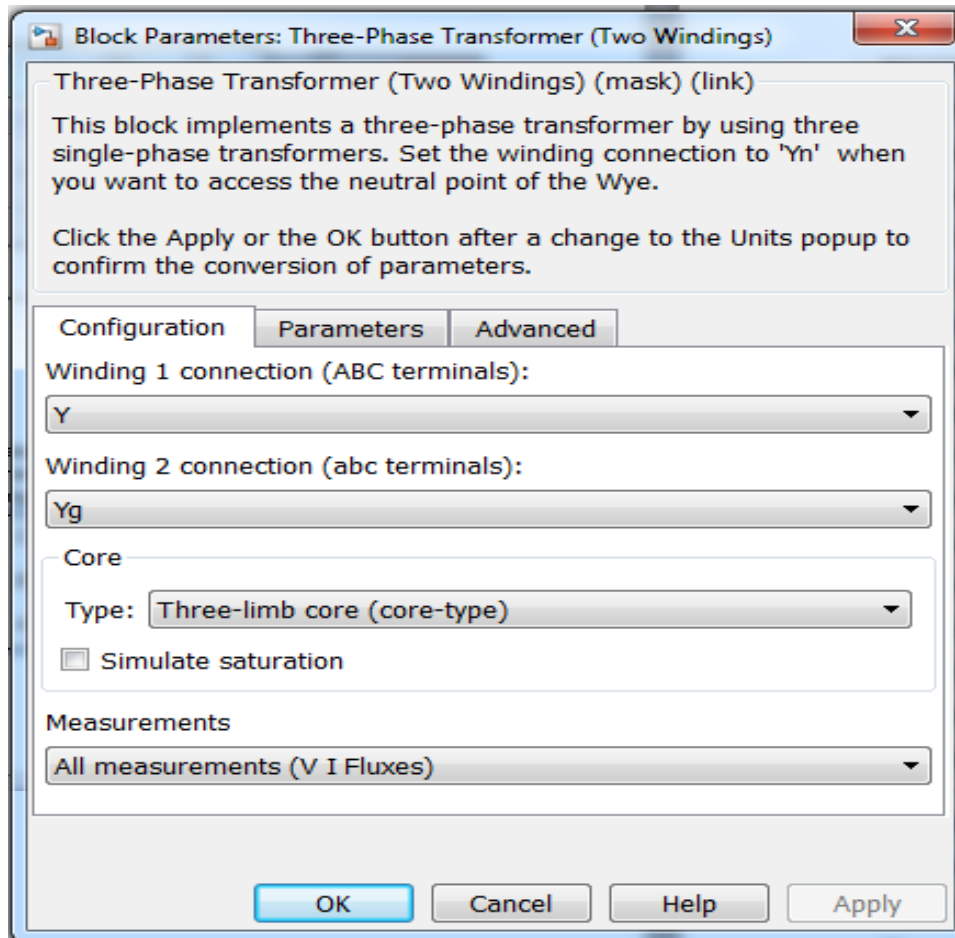 Block Parameters: Three-Phase Transformer (Two Windings)
Three-Phase Transformer (Two Windings) (mask) (link)
This block implements a three-phase transformer by using three
single-phase transformers. Set the winding connection to 'Yn' when
you want to access the neutral point of the Wye.
Click the Apply or the OK button after a change to the Units popup to
confirm the conversion of parameters.
Configuration Parameters Advanced
Winding 1 connection (ABC terminals):
Y
Winding 2 connection (abc terminals):
Yg
Core
Type: Three-limb core (core-type)
Simulate saturation
Measurements
All measurements (V I Fluxes)
OK Cancel Help Apply